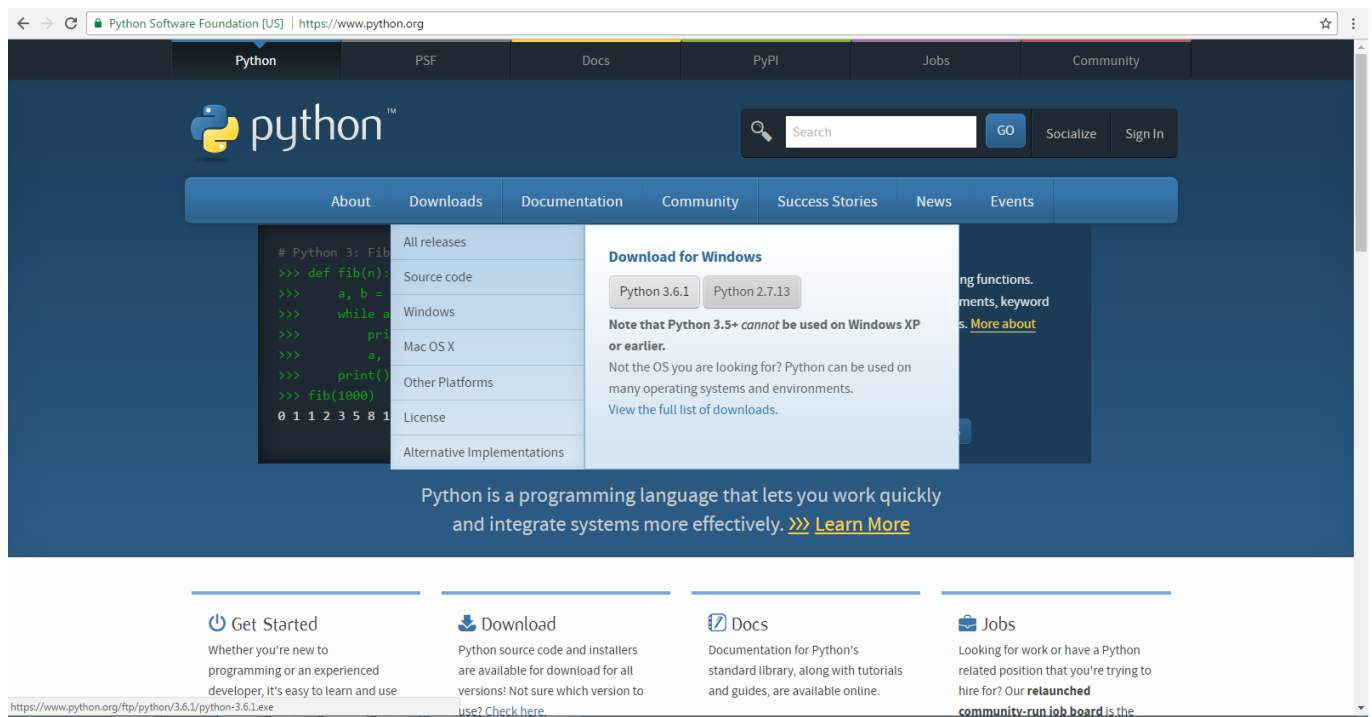 Python Software Foundation [US] https://www.python.org
Python PSF Docs PyPI Jobs Community
python™
Search GO Socialize Sign In
About Downloads Documentation Community Success Stories News Events
# Python 3: Fib
>>> def fib(n):
>>> a, b =
>>> while a
>>> pri
>>> a,
>>> print()
>>> fib(1000)
0 1 1 2 3 5 8 1
All releases
Source code
Windows
Mac OS X
Other Platforms
License
Alternative Implementations
Download for Windows
Python 3.6.1 Python 2.7.13
Note that Python 3.5+ cannot be used on Windows XP
or earlier.
Not the OS you are looking for? Python can be used on
many operating systems and environments.
View the full list of downloads.
ng functions.
ments, keyword
s. More about
Python is a programming language that lets you work quickly
and integrate systems more effectively. >>> Learn More
Get Started
Whether you're new to
programming or an experienced
developer, it's easy to learn and use
Download
Python source code and installers
are available for download for all
versions! Not sure which version to
use? Check here.
Docs
Documentation for Python's
standard library, along with tutorials
and guides, are available online.
Jobs
Looking for work or have a Python
related position that you're trying to
hire for? Our relaunched
community-run job board is the
https://www.python.org/ftp/python/3.6.1/python-3.6.1.exe